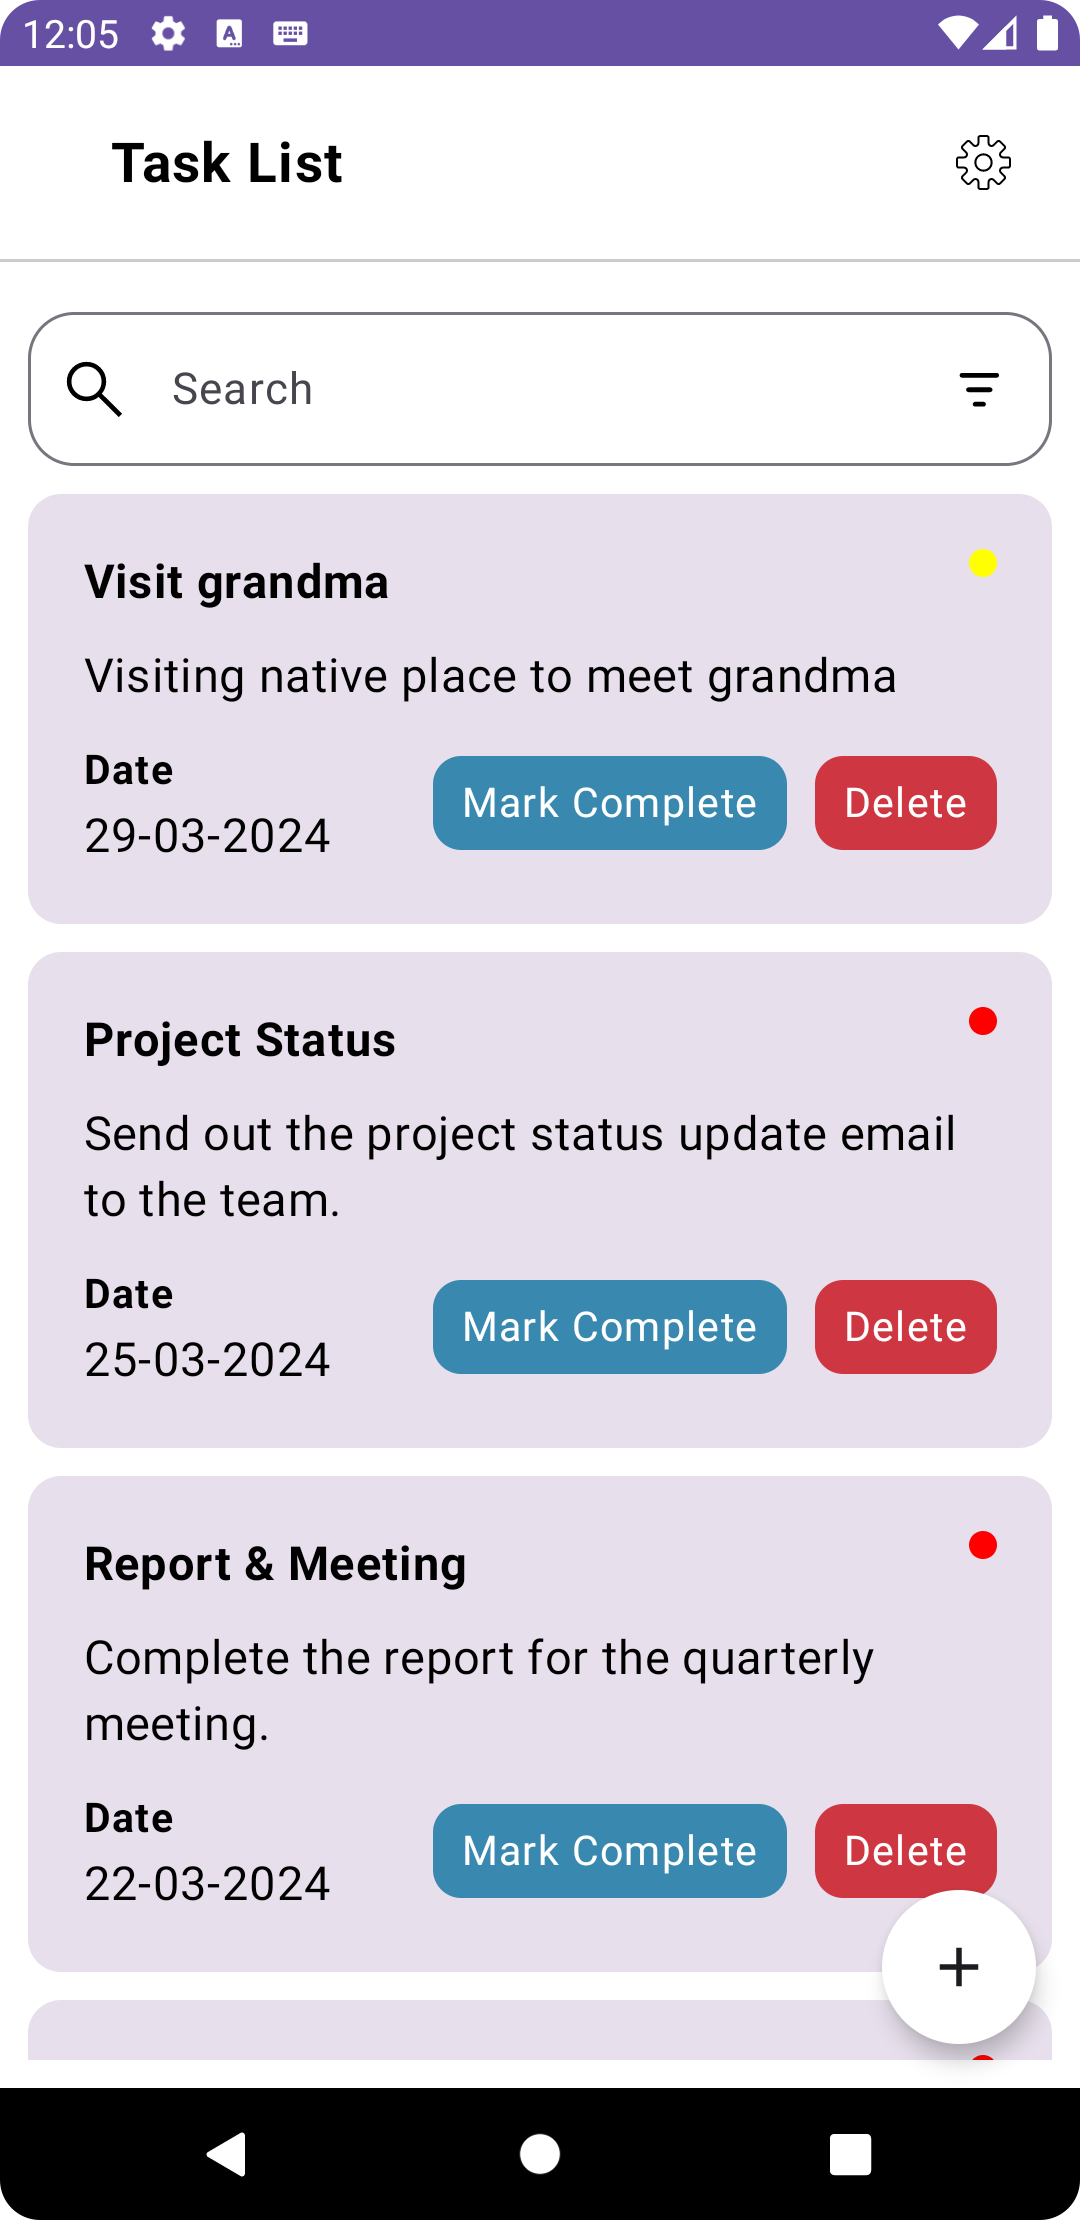 12:05
Task List
Search
Visit grandma
Visiting native place to meet grandma
Date
29-03-2024
Mark Complete
Delete
Project Status
Send out the project status update email
to the team.
Date
25-03-2024
Mark Complete
Delete
Report & Meeting
Complete the report for the quarterly
meeting.
Date
22-03-2024
Mark Complete
Delete